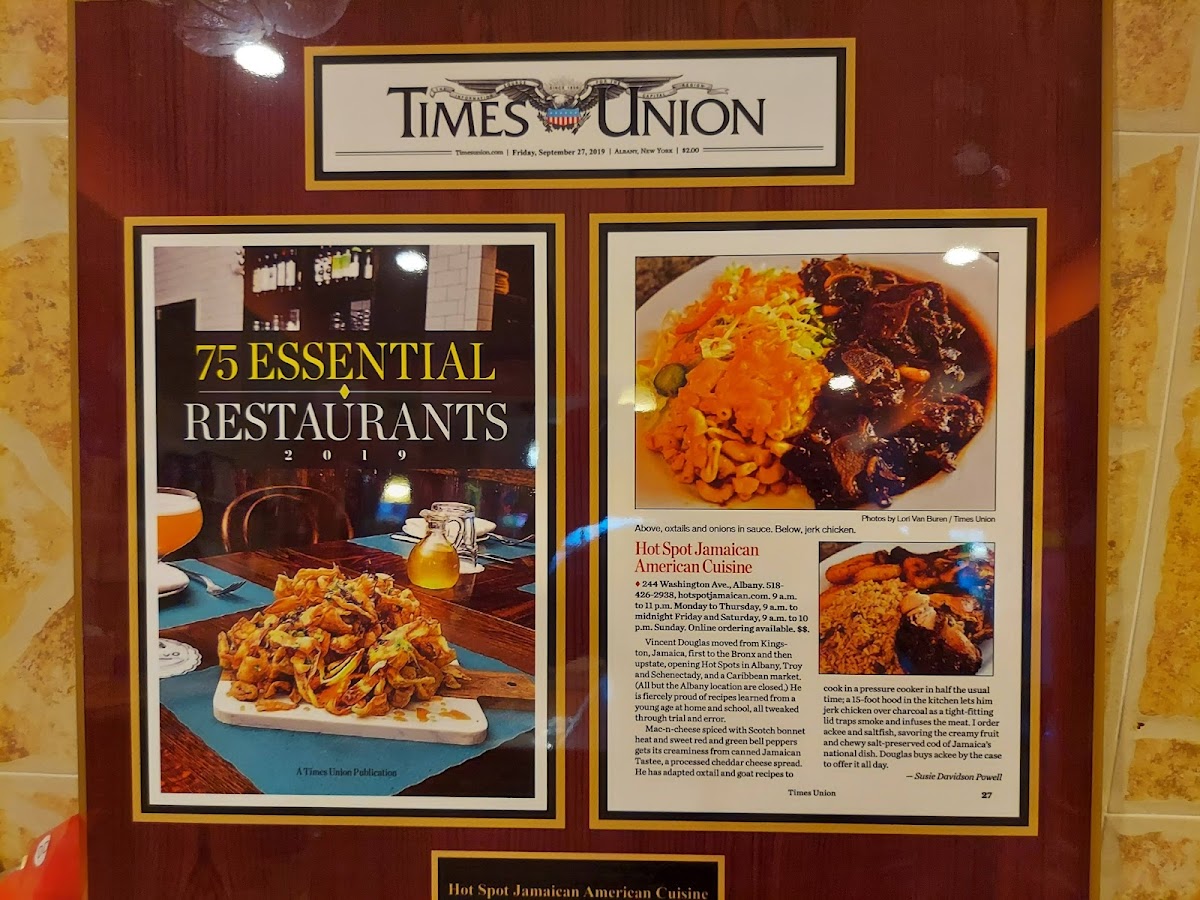 TIMES UNION
Timesunion.com | Friday, September 27, 2019 | ALBANY, NEW YORK | $2.00
75 ESSENTIAL
RESTAURANTS
2019
A Times Union Publication
Photos by Lori Van Buren / Times Union
Above, oxtails and onions in sauce. Below, jerk chicken.
Hot Spot Jamaican
American Cuisine
♦ 244 Washington Ave., Albany. 518-
426-2938, hotspotjamaican.com. 9 a.m.
to 11 p.m. Monday to Thursday, 9 a.m. to
midnight Friday and Saturday, 9 a.m. to 10
p.m. Sunday. Online ordering available. $$.
Vincent Douglas moved from Kings-
ton, Jamaica, first to the Bronx and then
upstate, opening Hot Spots in Albany, Troy
and Schenectady, and a Caribbean market.
(All but the Albany location are closed.) He
is fiercely proud of recipes learned from a
young age at home and school, all tweaked
through trial and error.
Mac-n-cheese spiced with Scotch bonnet
heat and sweet red and green bell peppers
gets its creaminess from canned Jamaican
Tastee, a processed cheddar cheese spread.
He has adapted oxtail and goat recipes to
cook in a pressure cooker in half the usual
time; a 15-foot hood in the kitchen lets him
jerk chicken over charcoal as a tight-fitting
lid traps smoke and infuses the meat. I order
ackee and saltfish, savoring the creamy fruit
and chewy salt-preserved cod of Jamaica's
national dish. Douglas buys ackee by the case
to offer it all day.
— Susie Davidson Powell
Times Union
27
Hot Spot Jamaican American Cuisine